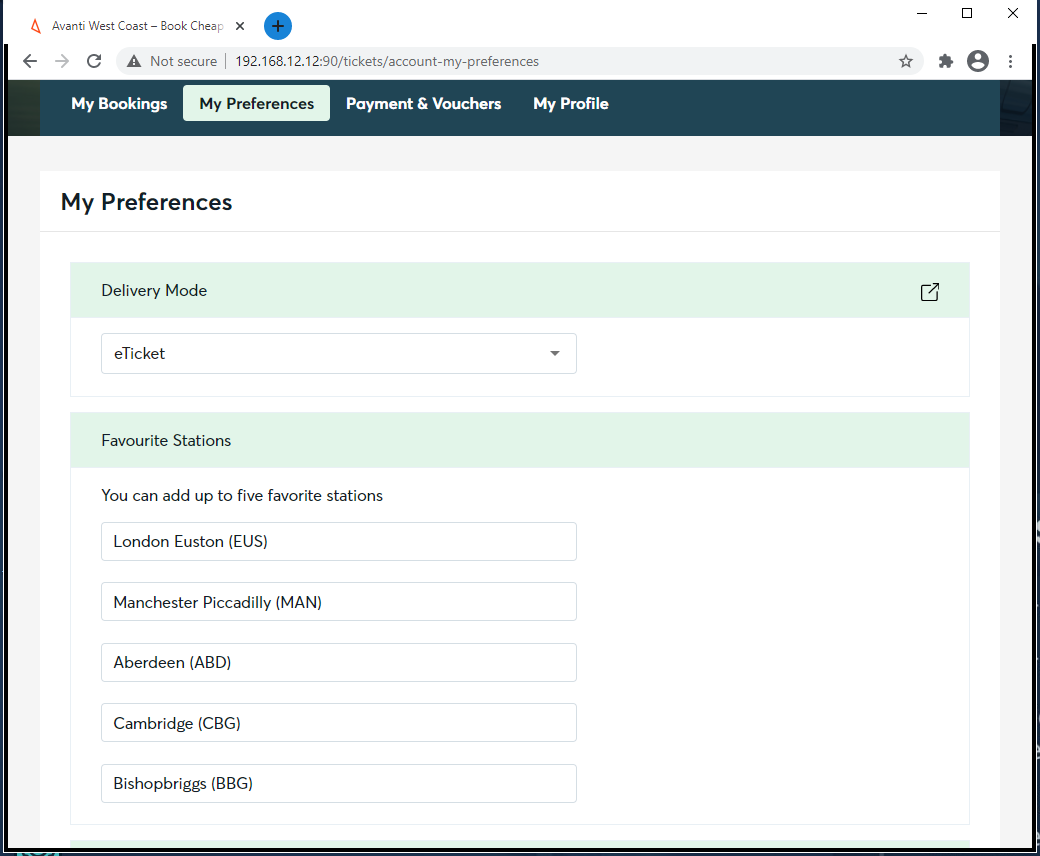 Avanti West Coast – Book Cheap
Not secure | 192.168.12.12:90/tickets/account-my-preferences
My Bookings My Preferences Payment & Vouchers My Profile
My Preferences
Delivery Mode
eTicket
Favourite Stations
You can add up to five favorite stations
London Euston (EUS)
Manchester Piccadilly (MAN)
Aberdeen (ABD)
Cambridge (CBG)
Bishopbriggs (BBG)